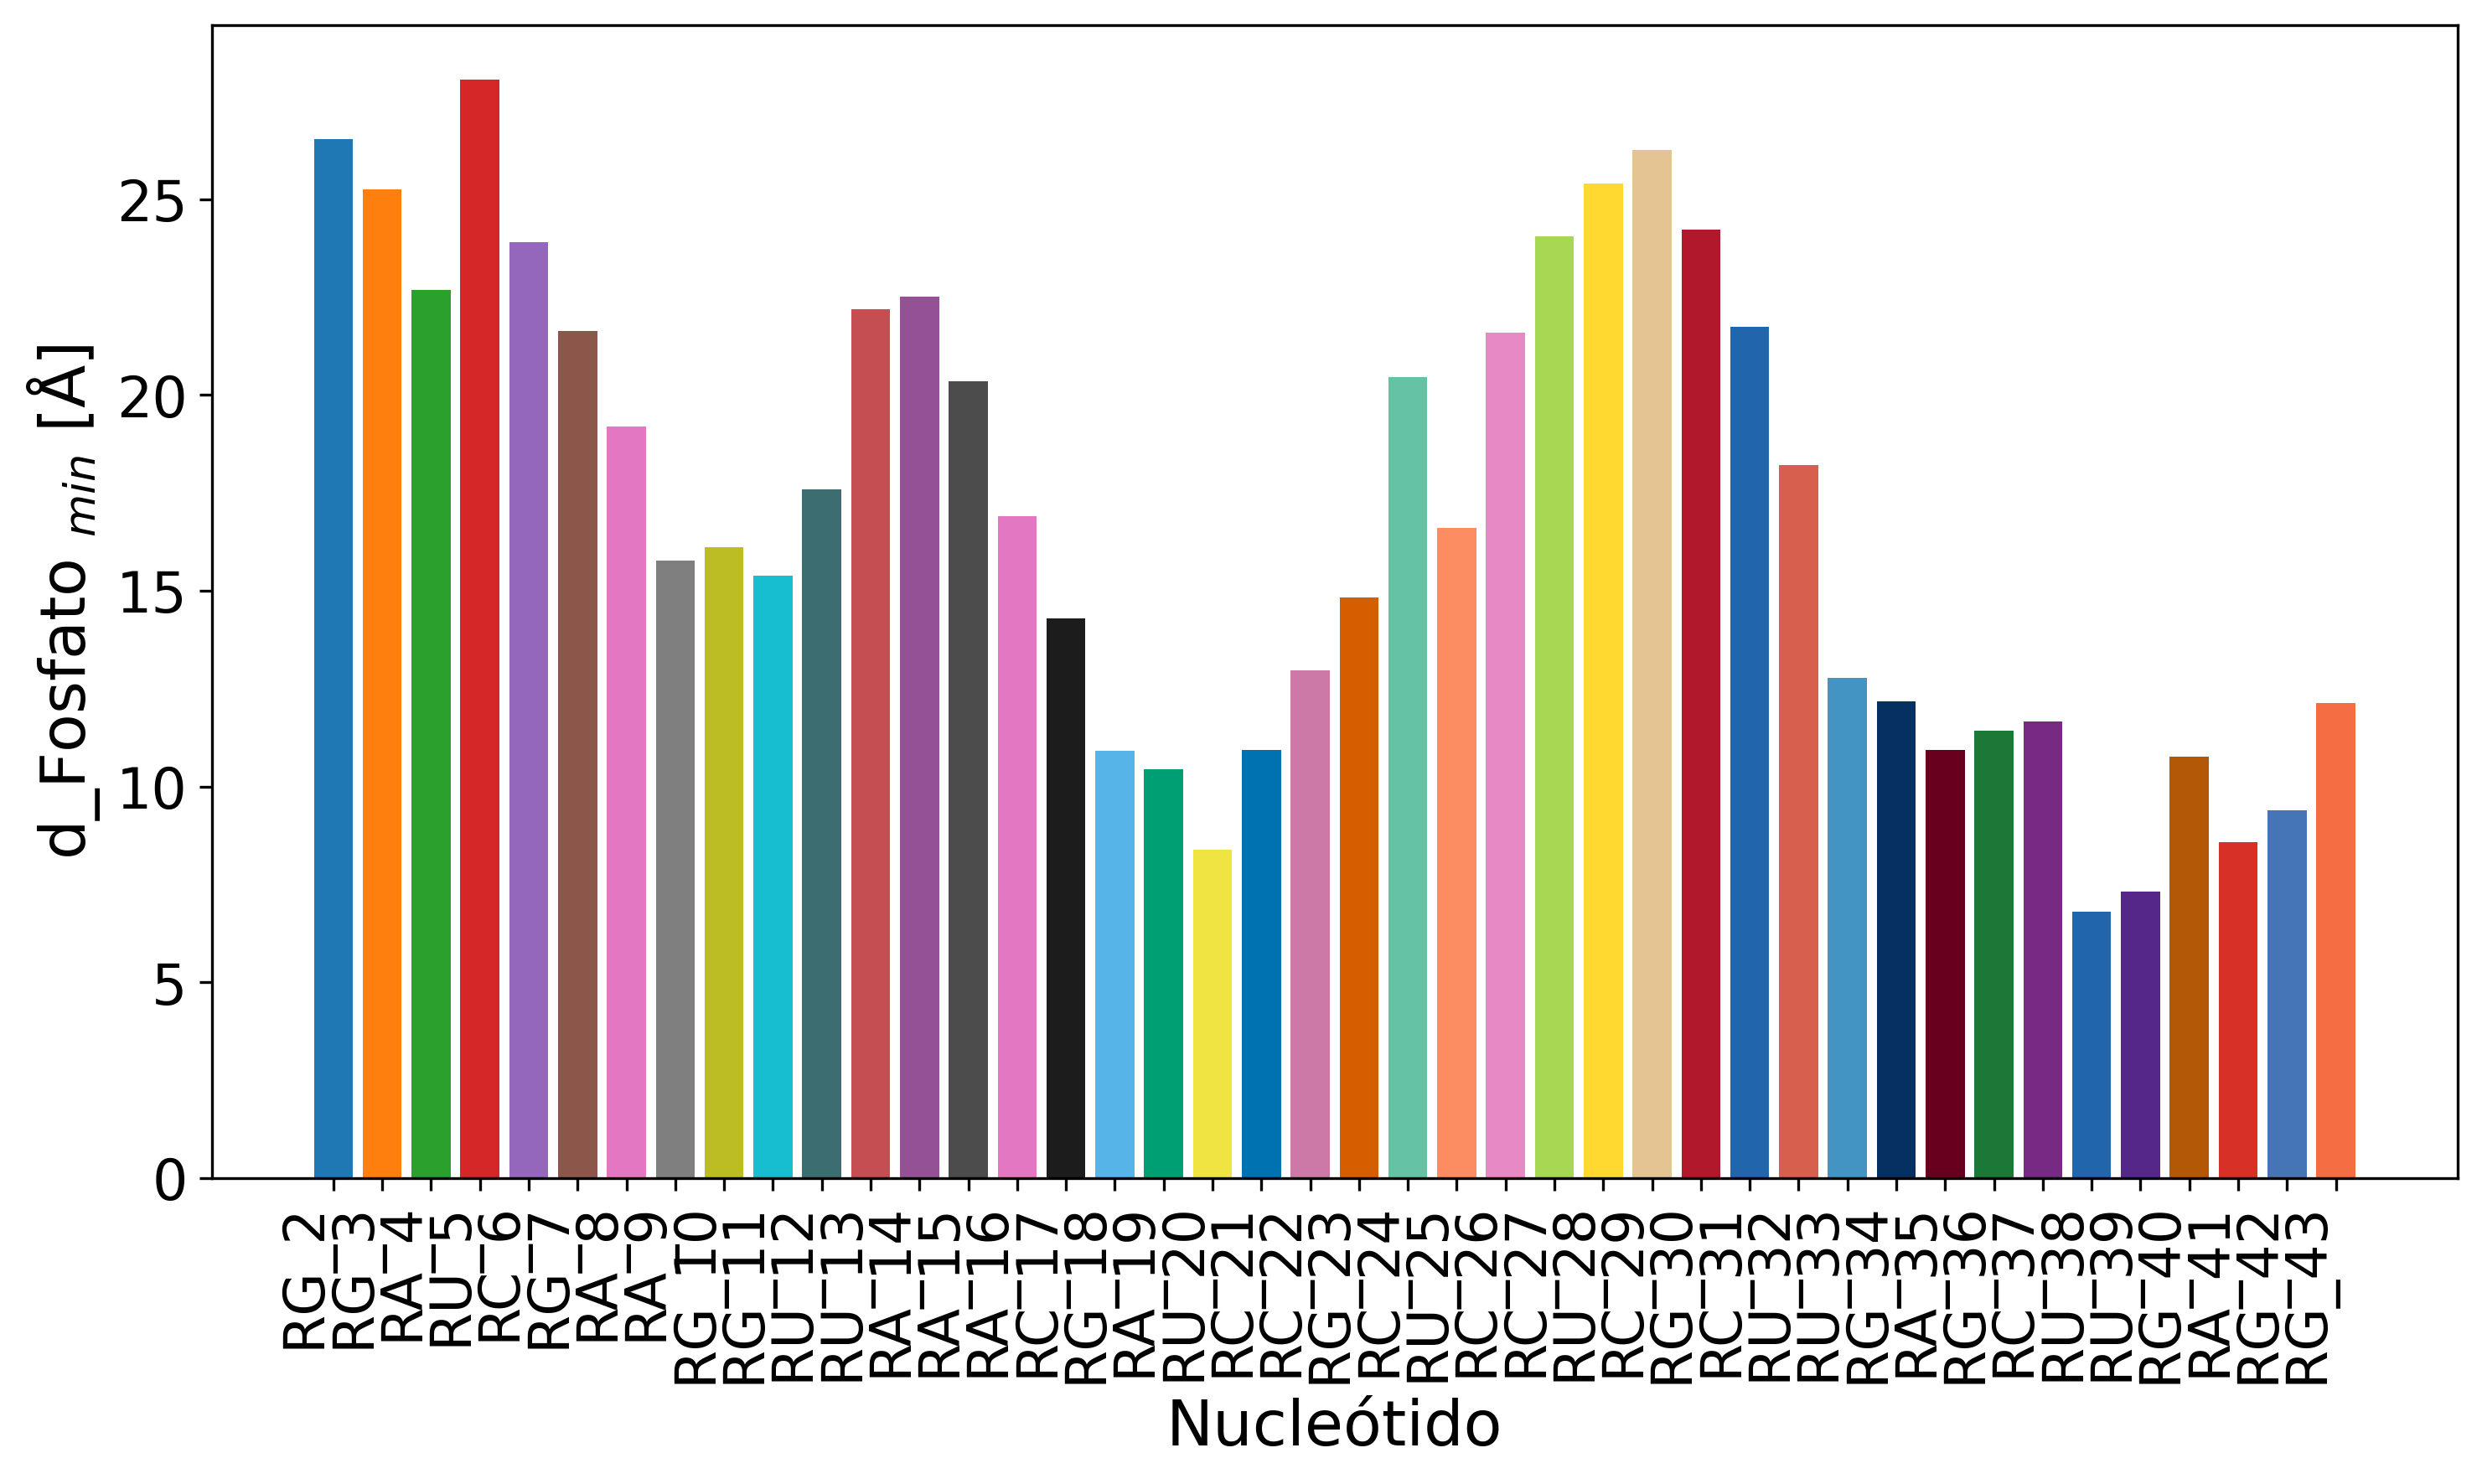 d_Fosfato min [Å]
25
20
15
10
5
0
RG_2
RG_3
RA_4
RU_5
RC_6
RG_7
RA_8
RA_9
RG_10
RG_11
RU_12
RU_13
RA_14
RA_15
RA_16
RC_17
RG_18
RA_19
RU_20
RC_21
RC_22
RG_23
RC_24
RU_25
RC_26
RC_27
RU_28
RC_29
RG_30
RC_31
RU_32
RU_33
RG_34
RA_35
RG_36
RC_37
RU_38
RU_39
RG_40
RA_41
RG_42
RG_43
Nucleótido